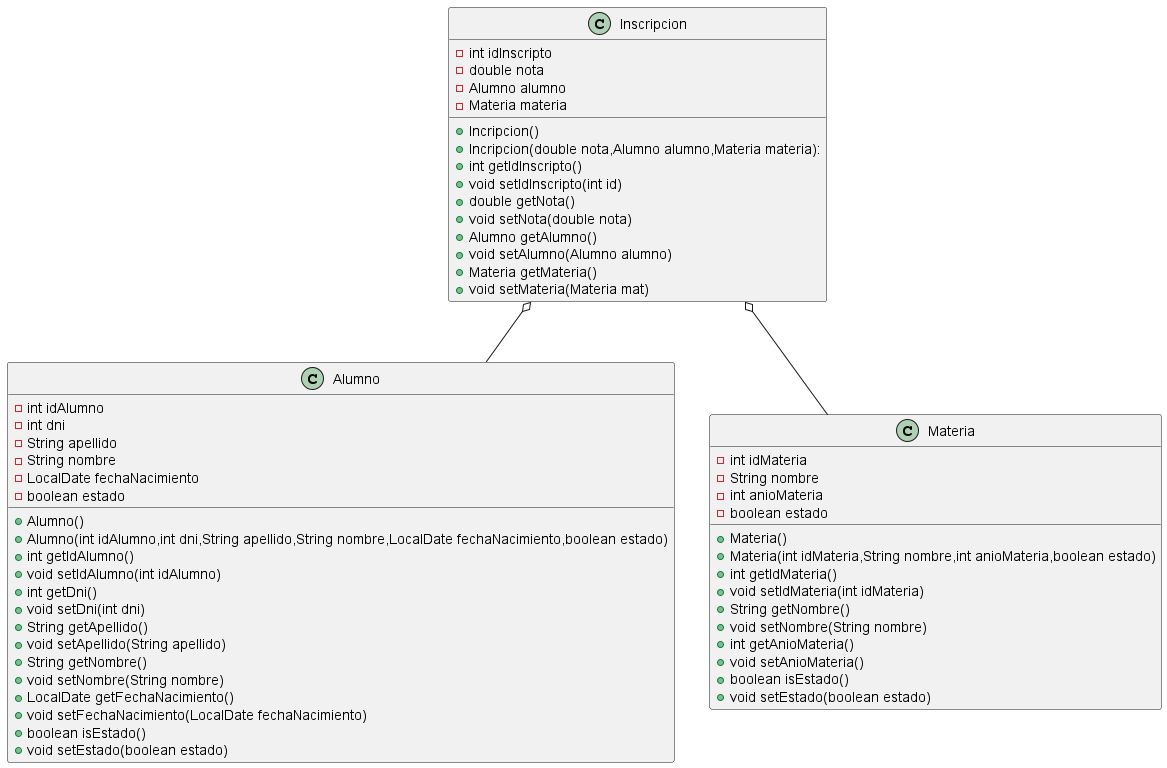 C Inscripcion
int idInscripto
double nota
Alumno alumno
Materia materia
Incripcion()
Incripcion(double nota,Alumno alumno,Materia materia):
int getIdInscripto()
void setIdInscripto(int id)
double getNota()
void setNota(double nota)
Alumno getAlumno()
void setAlumno(Alumno alumno)
Materia getMateria()
void setMateria(Materia mat)
C Alumno
int idAlumno
int dni
String apellido
String nombre
LocalDate fechaNacimiento
boolean estado
Alumno()
Alumno(int idAlumno,int dni,String apellido,String nombre,LocalDate fechaNacimiento,boolean estado)
int getIdAlumno()
void setIdAlumno(int idAlumno)
int getDni()
void setDni(int dni)
String getApellido()
void setApellido(String apellido)
String getNombre()
void setNombre(String nombre)
LocalDate getFechaNacimiento()
void setFechaNacimiento(LocalDate fechaNacimiento)
boolean isEstado()
void setEstado(boolean estado)
C Materia
int idMateria
String nombre
int anioMateria
boolean estado
Materia()
Materia(int idMateria,String nombre,int anioMateria,boolean estado)
int getIdMateria()
void setIdMateria(int idMateria)
String getNombre()
void setNombre(String nombre)
int getAnioMateria()
void setAnioMateria()
boolean isEstado()
void setEstado(boolean estado)